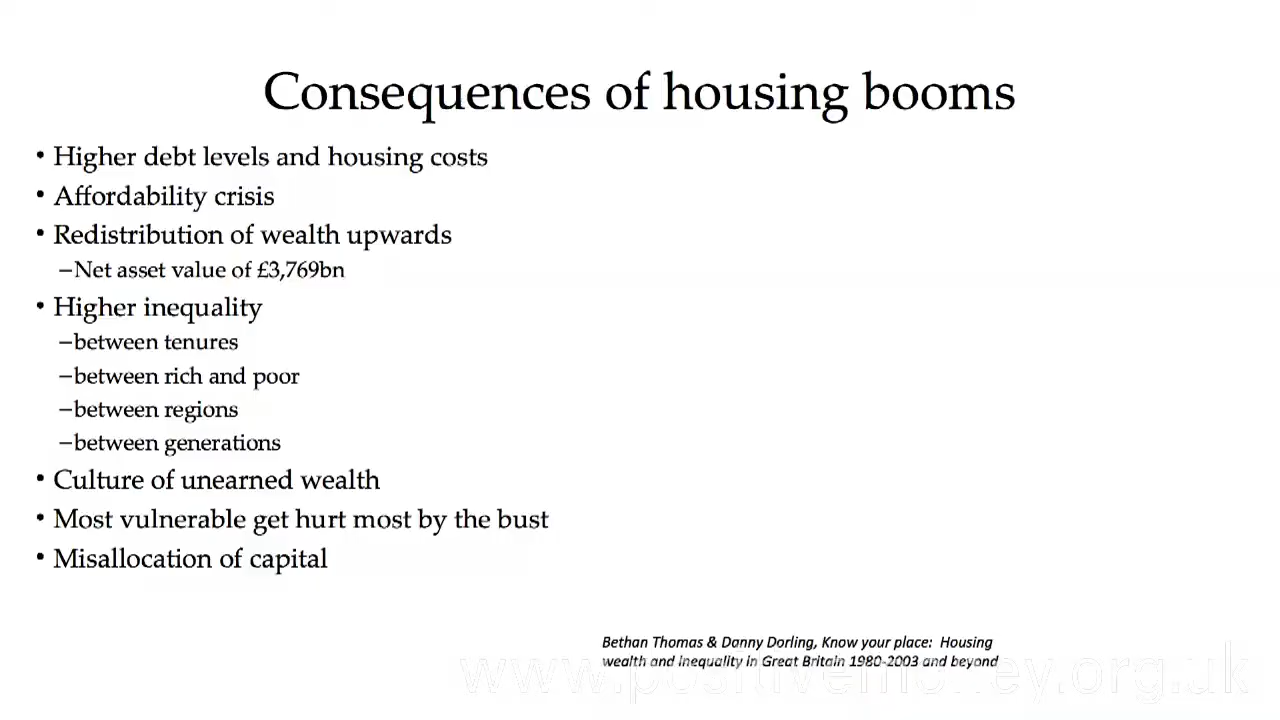 Consequences of housing booms
• Higher debt levels and housing costs
• Affordability crisis
• Redistribution of wealth upwards
–Net asset value of £3,769bn
• Higher inequality
–between tenures
–between rich and poor
–between regions
–between generations
• Culture of unearned wealth
• Most vulnerable get hurt most by the bust
• Misallocation of capital
Bethan Thomas & Danny Dorling, Know your place: Housing
wealth and inequality in Great Britain 1980-2003 and beyond
www.positivemoney.org.uk